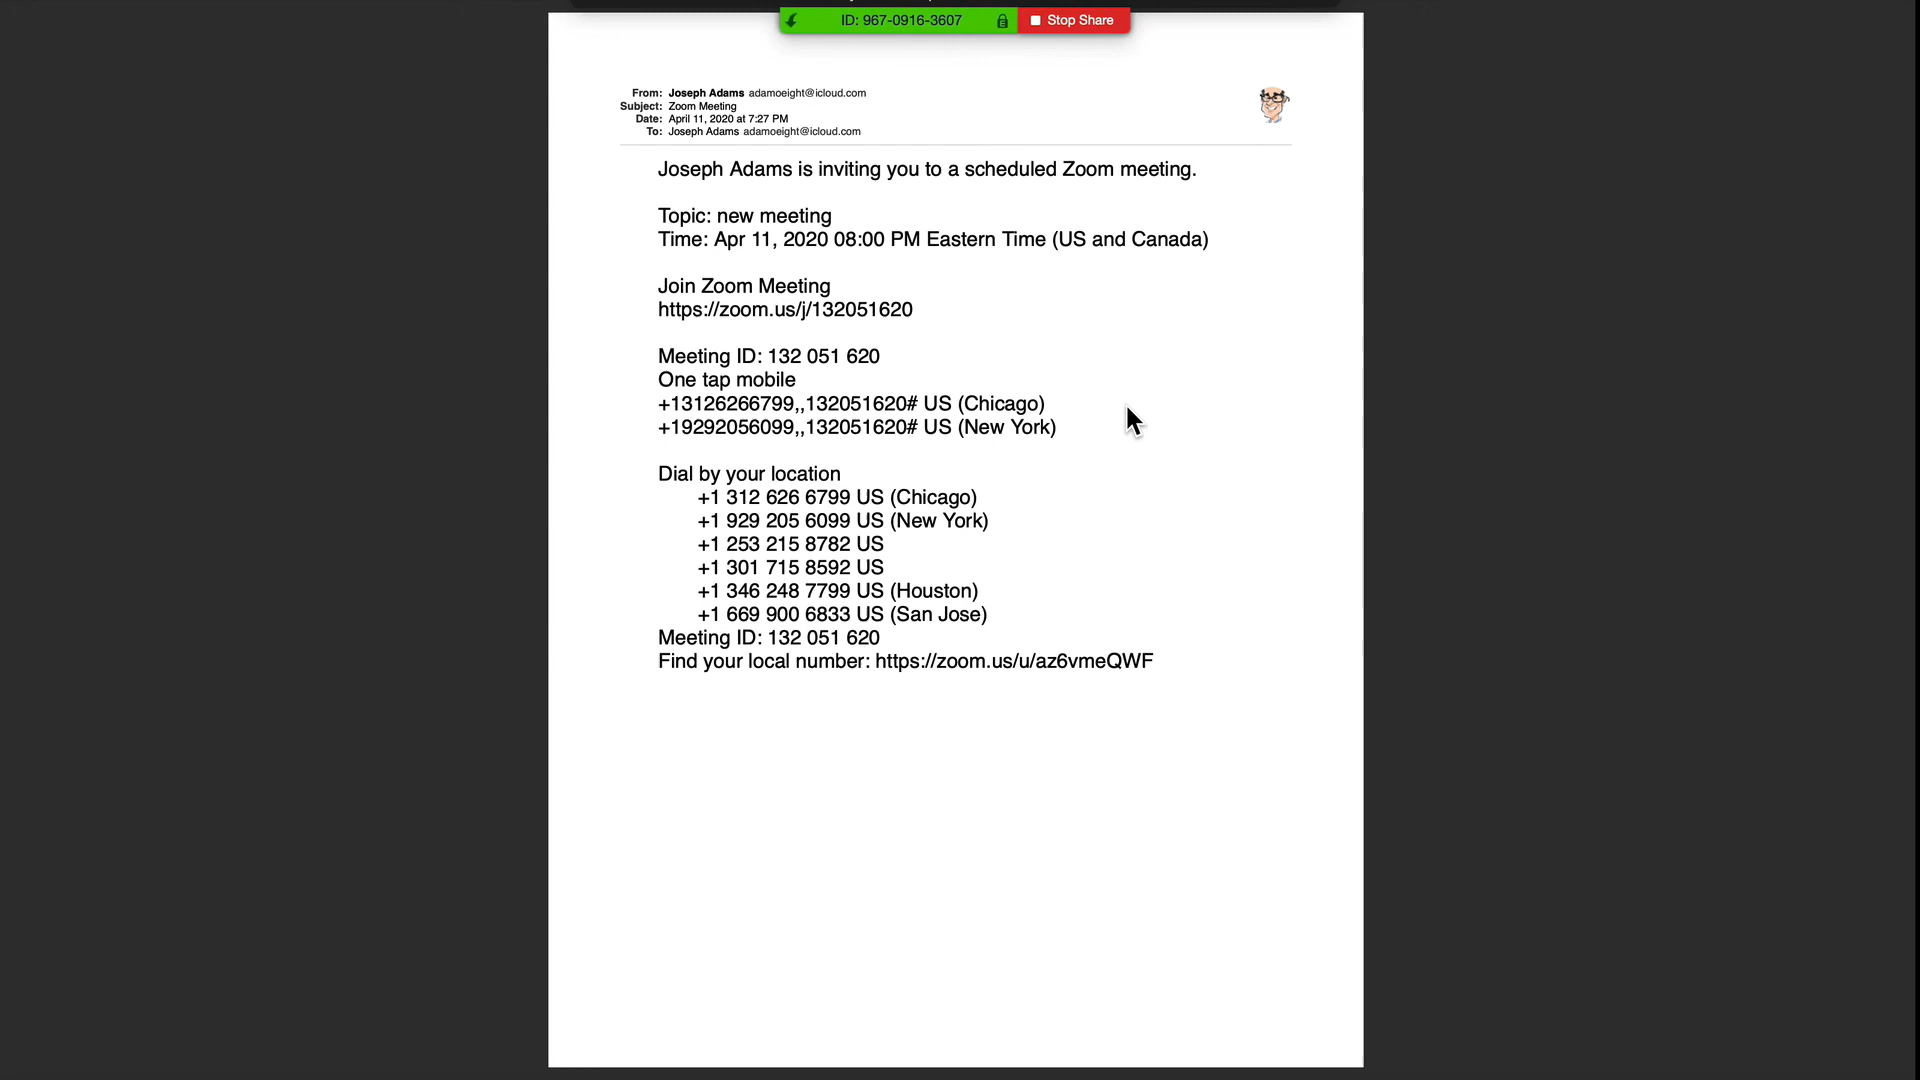 ID: 967-0916-3607 Stop Share
From: Joseph Adams adamoeight@icloud.com
Subject: Zoom Meeting
Date: April 11, 2020 at 7:27 PM
To: Joseph Adams adamoeight@icloud.com
Joseph Adams is inviting you to a scheduled Zoom meeting.
Topic: new meeting
Time: Apr 11, 2020 08:00 PM Eastern Time (US and Canada)
Join Zoom Meeting
https://zoom.us/j/132051620
Meeting ID: 132 051 620
One tap mobile
+13126266799,,132051620# US (Chicago)
+19292056099,,132051620# US (New York)
Dial by your location
+1 312 626 6799 US (Chicago)
+1 929 205 6099 US (New York)
+1 253 215 8782 US
+1 301 715 8592 US
+1 346 248 7799 US (Houston)
+1 669 900 6833 US (San Jose)
Meeting ID: 132 051 620
Find your local number: https://zoom.us/u/az6vmeQWF